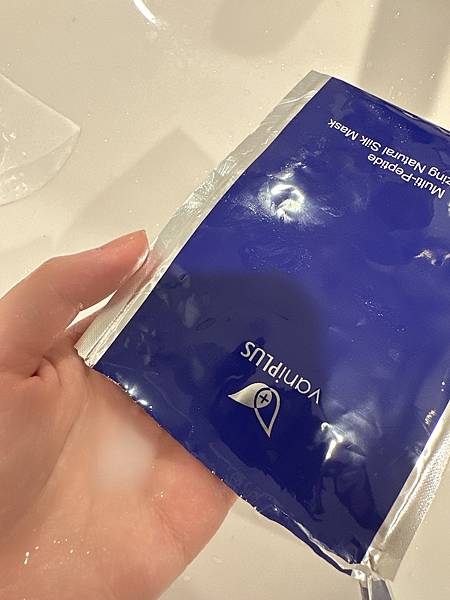 vaniPLUS
Multi-Peptide
zing Natural Silk Mask